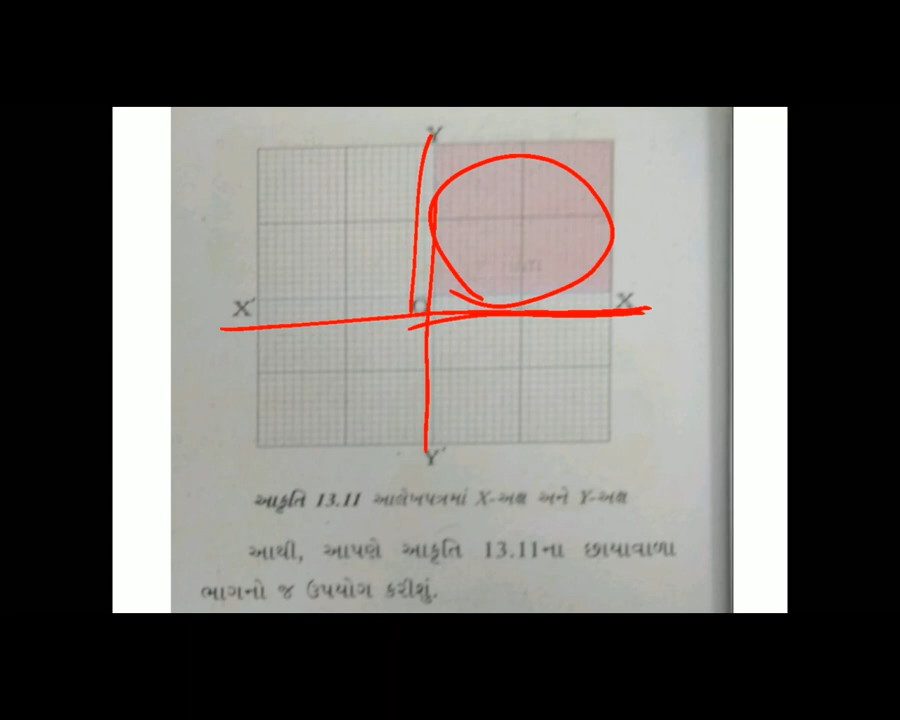 Y
X′ O X
Y′
આકૃતિ 13.11 આલેખપત્રમાં X-અક્ષ અને Y-અક્ષ
આથી, આપણે આકૃતિ 13.11ના છાયાવાળા
ભાગનો જ ઉપયોગ કરીશું.